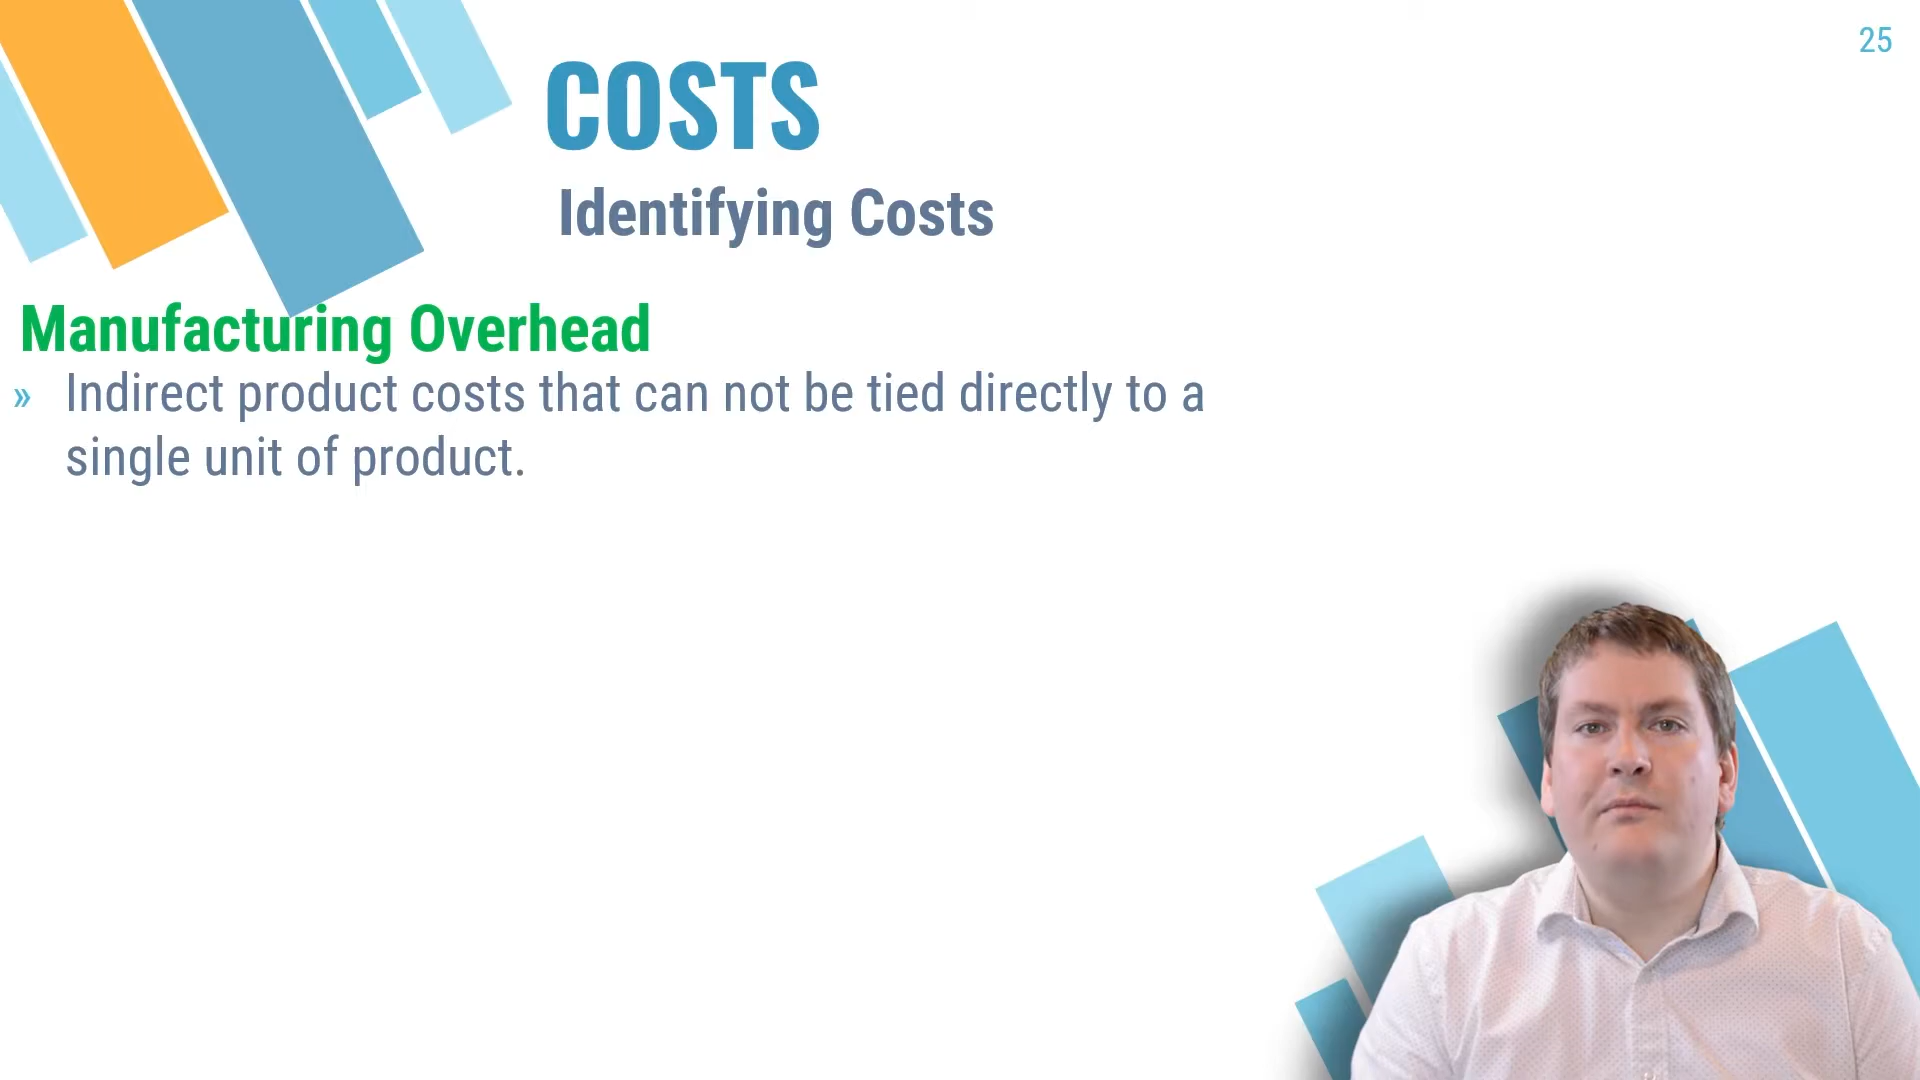 25
COSTS
Identifying Costs
Manufacturing Overhead
» Indirect product costs that can not be tied directly to a
single unit of product.